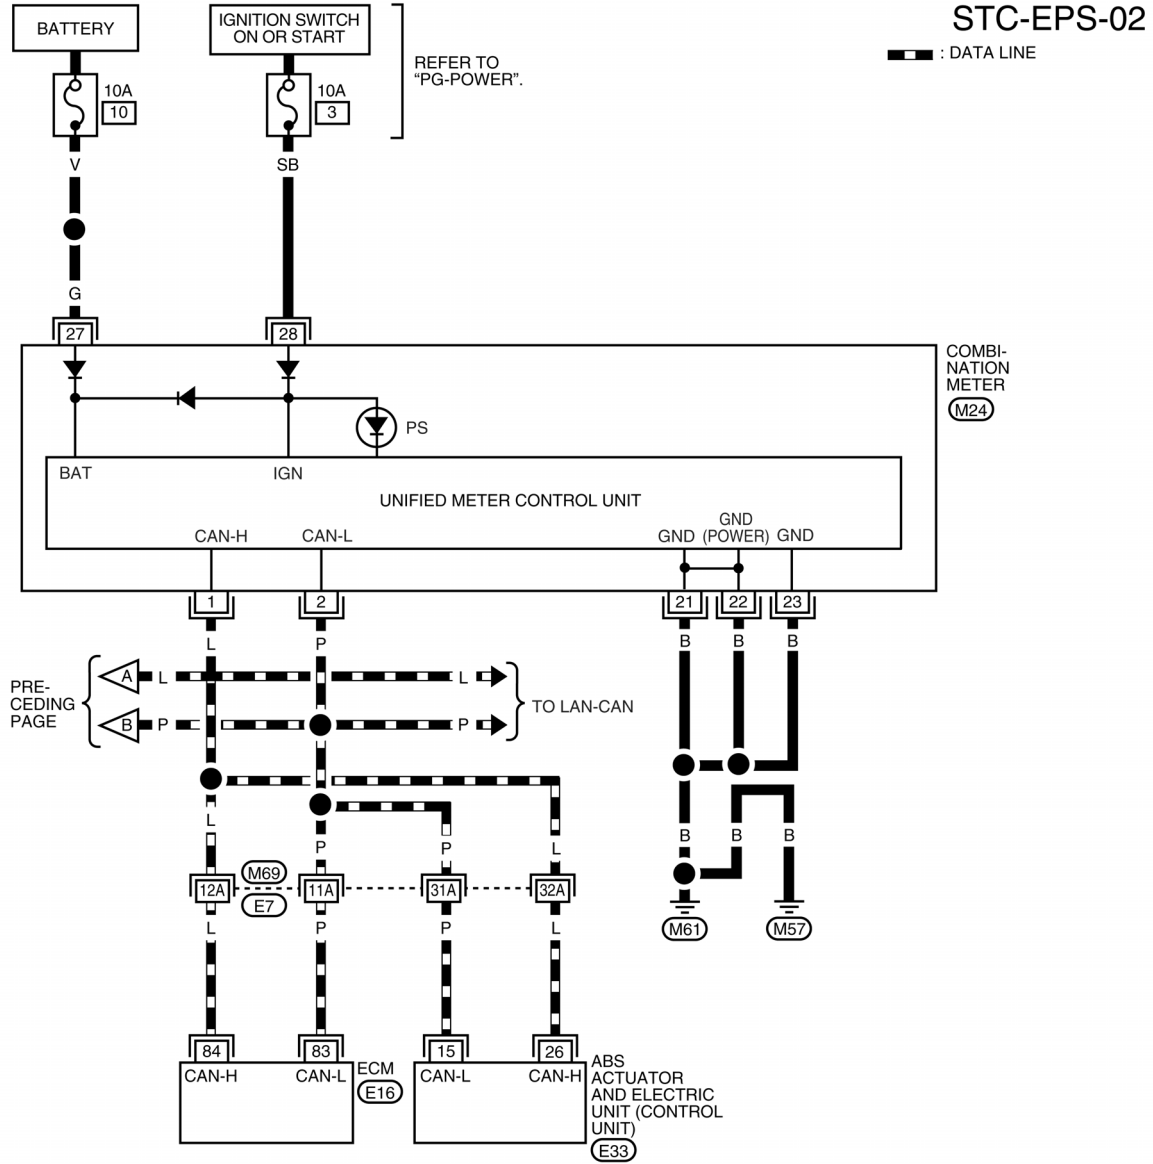 STC-EPS-02
: DATA LINE
BATTERY
IGNITION SWITCH
ON OR START
REFER TO
“PG-POWER”.
10A
10
10A
3
V
SB
G
27
28
COMBI-
NATION
METER
M24
PS
BAT
IGN
UNIFIED METER CONTROL UNIT
CAN-H
CAN-L
GND
GND
(POWER)
GND
1
2
21
22
23
L
P
B
B
B
PRE-
CEDING
PAGE
A
L
L
B
P
P
TO LAN-CAN
L
P
P
L
B
B
B
M69
E7
12A
11A
31A
32A
L
P
P
L
M61
M57
84
83
15
26
CAN-H
CAN-L
ECM
E16
CAN-L
CAN-H
ABS
ACTUATOR
AND ELECTRIC
UNIT (CONTROL
UNIT)
E33